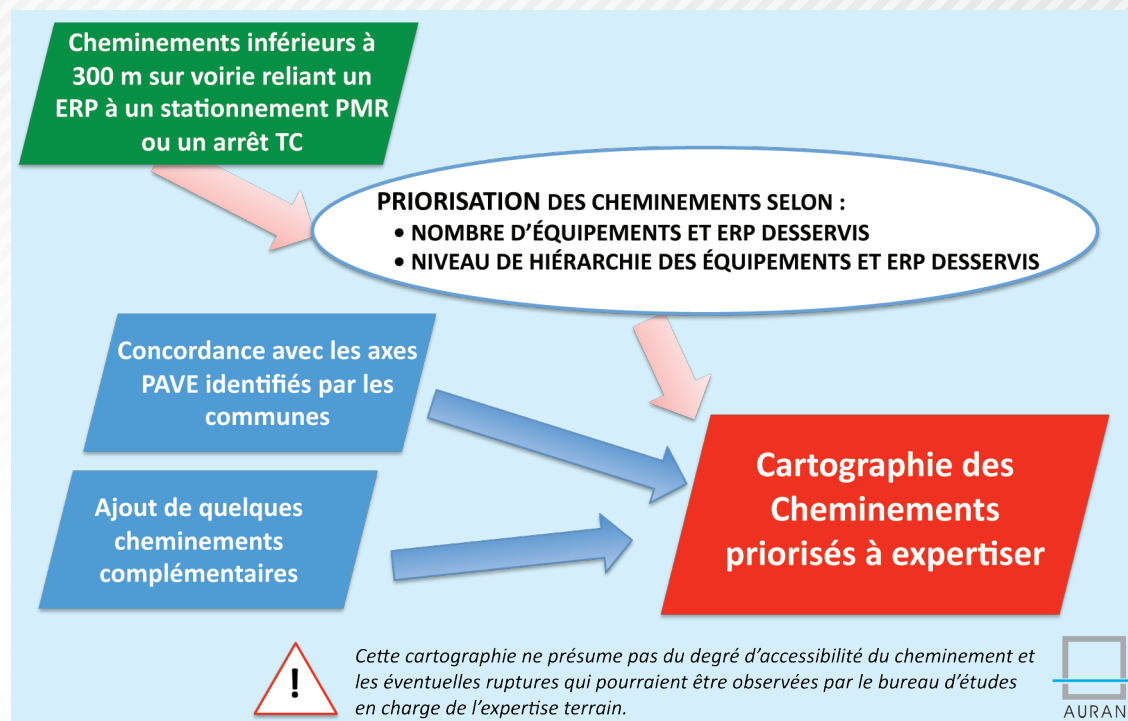 Cheminements inférieurs à
300 m sur voirie reliant un
ERP à un stationnement PMR
ou un arrêt TC
PRIORISATION DES CHEMINEMENTS SELON :
• NOMBRE D’ÉQUIPEMENTS ET ERP DESSERVIS
• NIVEAU DE HIÉRARCHIE DES ÉQUIPEMENTS ET ERP DESSERVIS
Concordance avec les axes
PAVE identifiés par les
communes
Ajout de quelques
cheminements
complémentaires
Cartographie des
Cheminements
priorisés à expertiser
!
Cette cartographie ne présume pas du degré d’accessibilité du cheminement et
les éventuelles ruptures qui pourraient être observées par le bureau d’études
en charge de l’expertise terrain.
AURAN